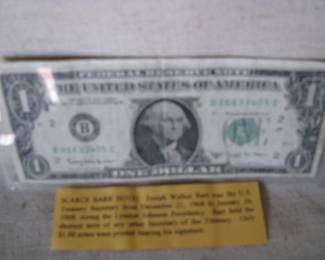 FEDERAL RESERVE NOTE
THE UNITED STATES OF AMERICA
B
ONE DOLLAR
SCARCE BARR NOTE: Joseph Walker Barr was the U.S.
Treasury Secretary from December 21, 1968 to January 20,
1969, during the Lyndon Johnson Presidency. Barr held the
shortest term of any other Secretary of the Treasury. Only
$1.00 notes were printed bearing his signature.